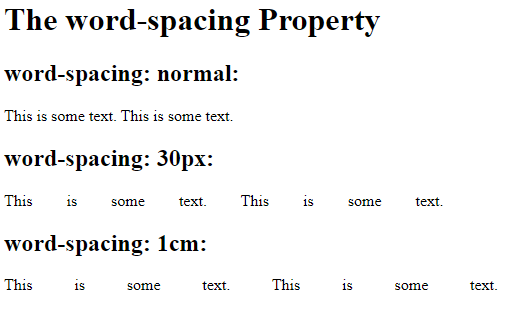 The word-spacing Property
word-spacing: normal:
This is some text. This is some text.
word-spacing: 30px:
This is some text. This is some text.
word-spacing: 1cm:
This is some text. This is some text.